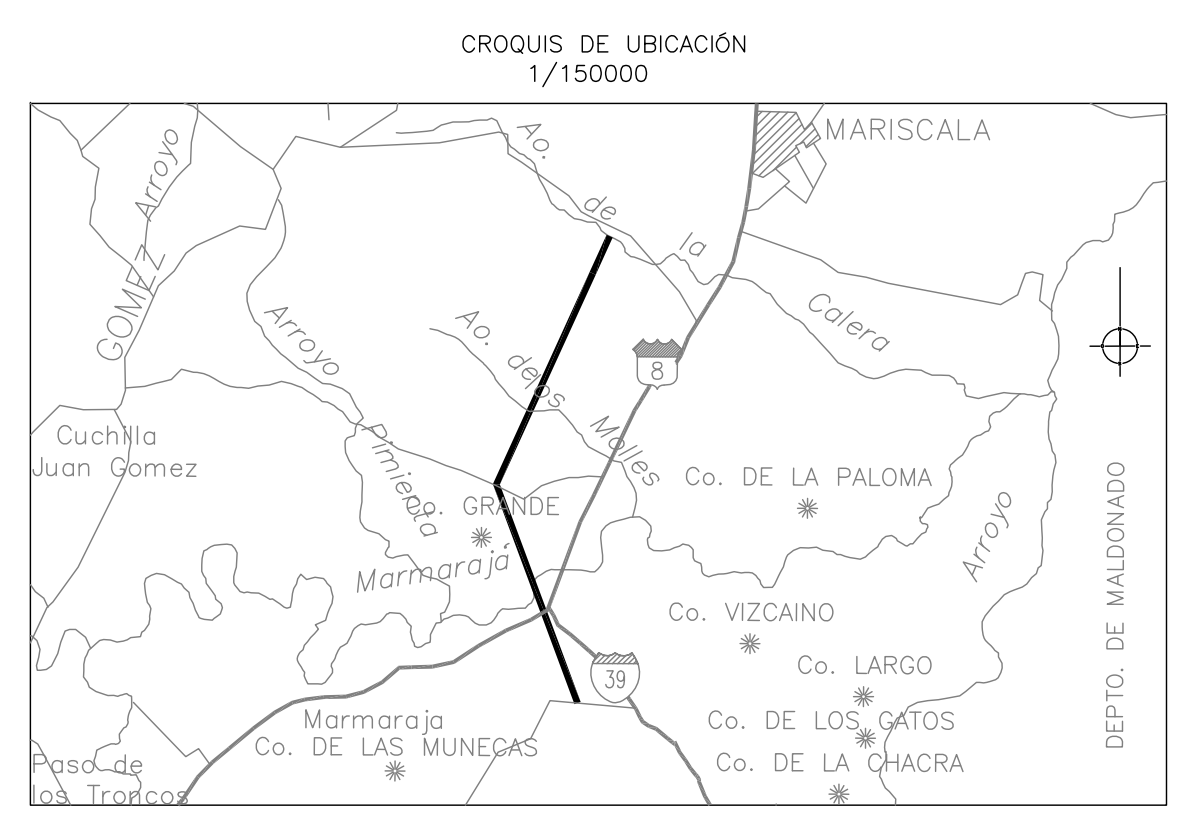 CROQUIS DE UBICACIÓN
1/150000
MARISCALA
Ao.
de
la
Calera
Arroyo
GOMEZ
Arroyo
Ao. de los Molles
8
Cuchilla
Juan Gomez
Pimienta
Co. GRANDE
Marmarajá
Co. DE LA PALOMA
Arroyo
DEPTO. DE MALDONADO
Co. VIZCAINO
Co. LARGO
39
Marmaraja
Co. DE LAS MUNECAS
Co. DE LOS GATOS
Co. DE LA CHACRA
Paso de
los Troncos